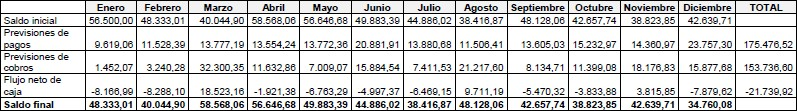 Enero Febrero Marzo Abril Mayo Junio Julio Agosto Septiembre Octubre Noviembre Diciembre TOTAL
Saldo inicial 56.500,00 48.333,01 40.044,90 58.568,06 56.646,68 49.883,39 44.886,02 38.416,87 48.128,06 42.657,74 38.823,85 42.639,71
Previsiones de
pagos 9.619,06 11.528,39 13.777,19 13.554,24 13.772,36 20.881,91 13.880,68 11.506,41 13.605,03 15.232,97 14.360,97 23.757,30 175.476,52
Previsiones de
cobros 1.452,07 3.240,28 32.300,35 11.632,86 7.009,07 15.884,54 7.411,53 21.217,60 8.134,71 11.399,08 18.176,83 15.877,68 153.736,60
Flujo neto de
caja -8.166,99 -8.288,10 18.523,16 -1.921,38 -6.763,29 -4.997,37 -6.469,15 9.711,19 -5.470,32 -3.833,88 3.815,85 -7.879,62 -21.739,92
Saldo final 48.333,01 40.044,90 58.568,06 56.646,68 49.883,39 44.886,02 38.416,87 48.128,06 42.657,74 38.823,85 42.639,71 34.760,08